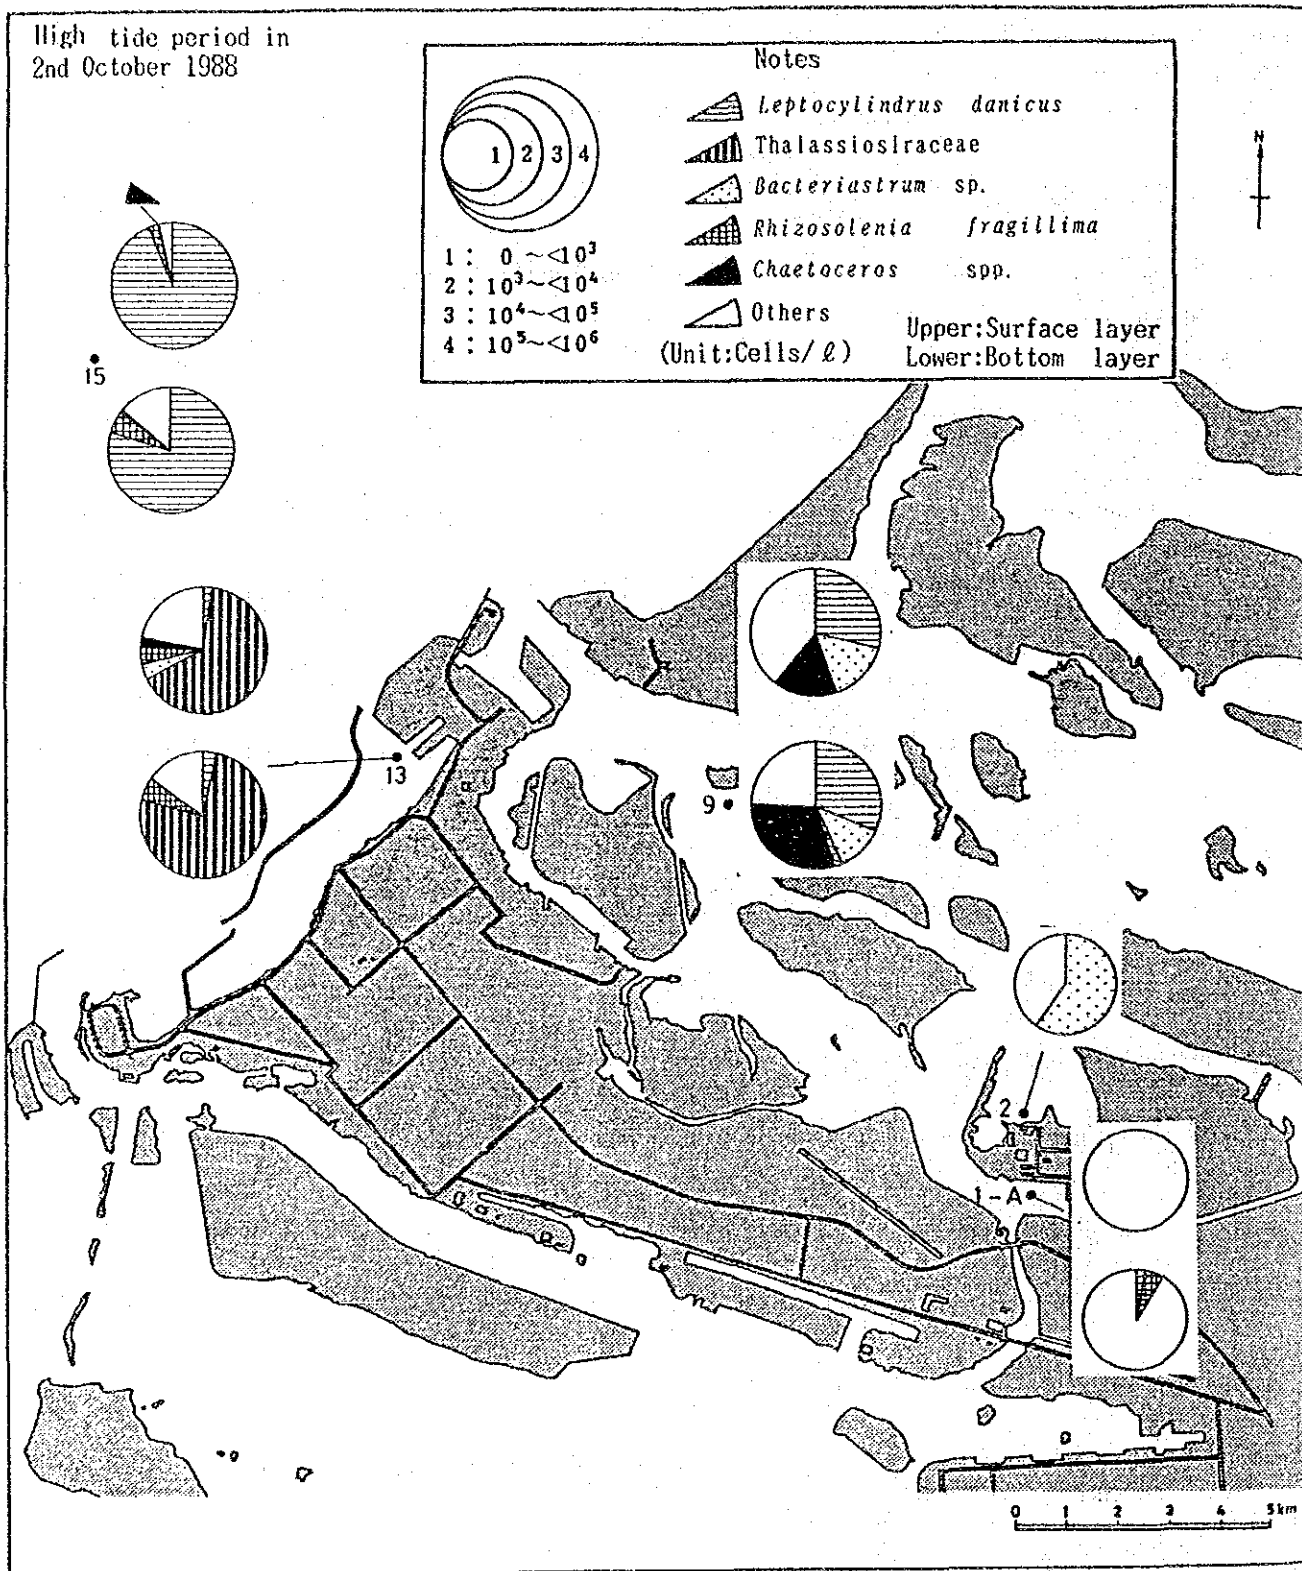 High tide period in
2nd October 1988
Notes
1 2 3 4
1 : 0 ~<10³
2 : 10³~<10⁴
3 : 10⁴~<10⁵
4 : 10⁵~<10⁶
Leptocylindrus danicus
Thalassiosiraceae
Bacteriastrum sp.
Rhizosolenia fragillima
Chaetoceros spp.
Others
(Unit:Cells/ ℓ)
Upper:Surface layer
Lower:Bottom layer
N
15
13
9
2
1-A
0 1 2 3 4 5km